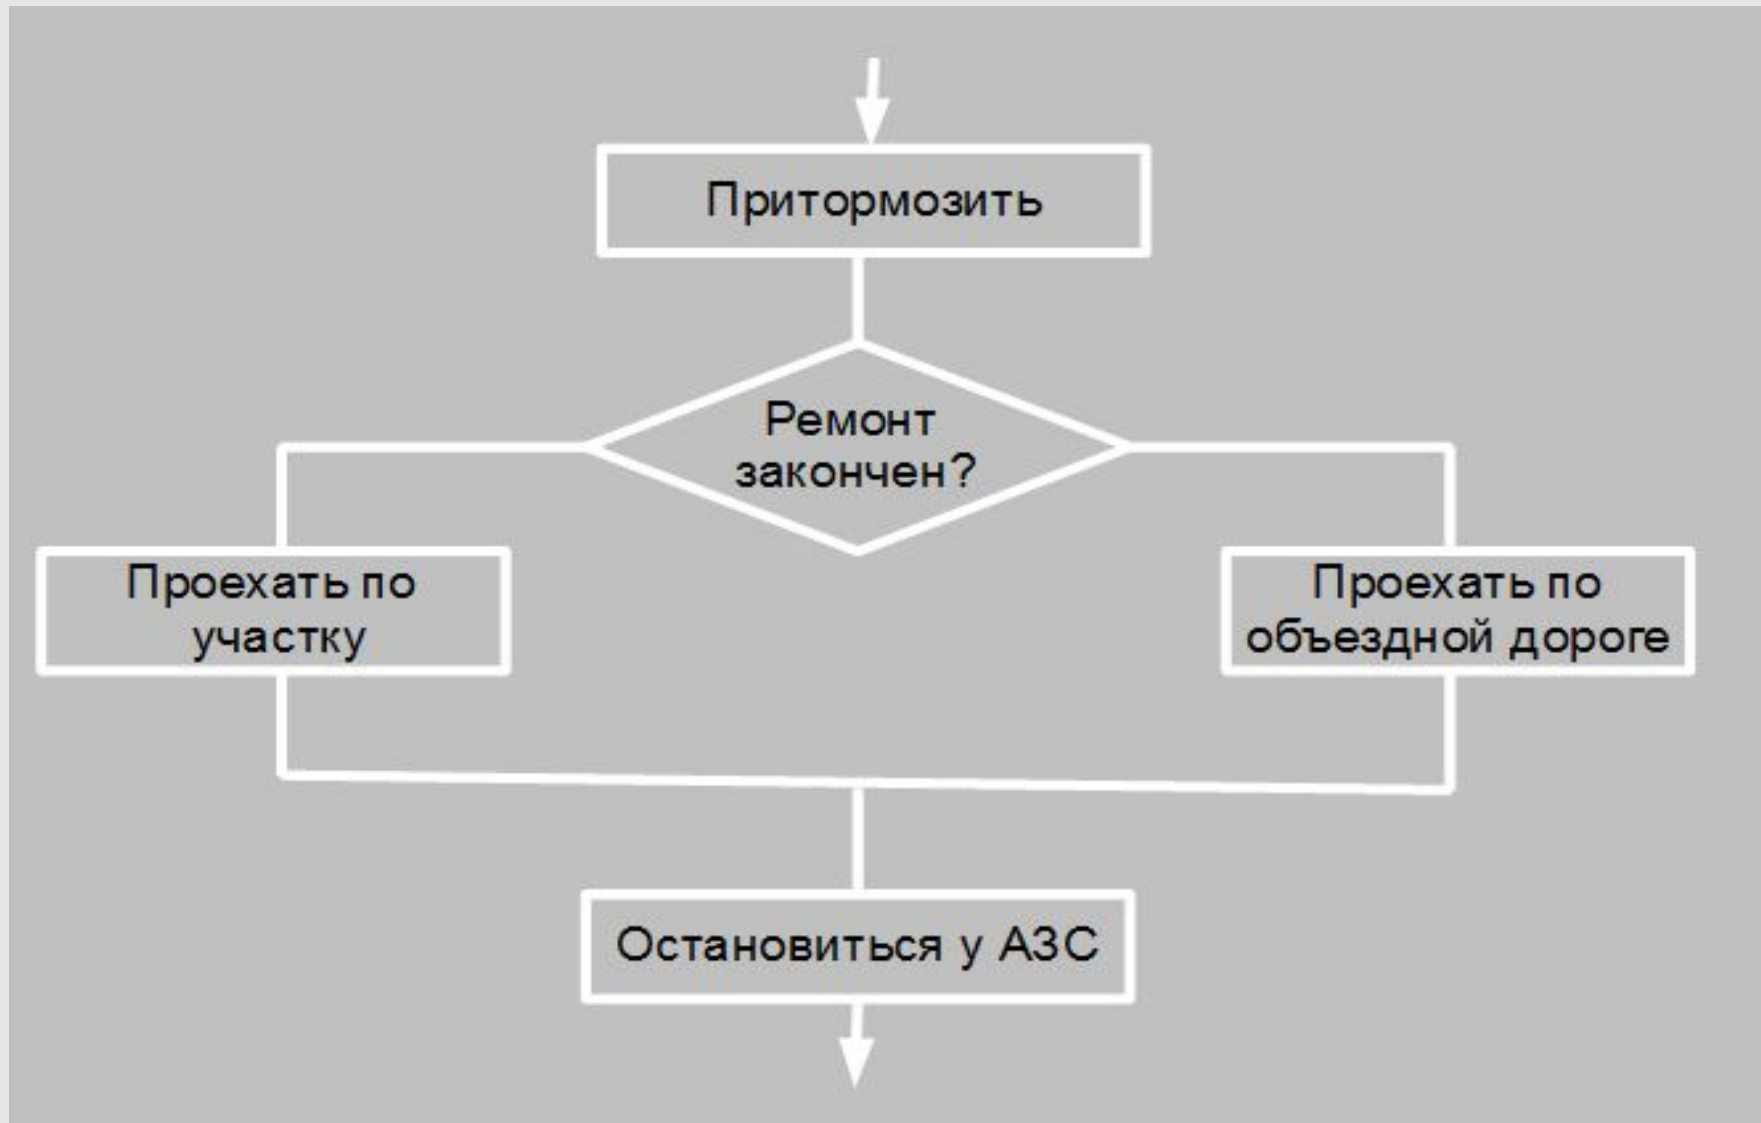 Притормозить
Ремонт
закончен?
Проехать по
участку
Проехать по
объездной дороге
Остановиться у АЗС